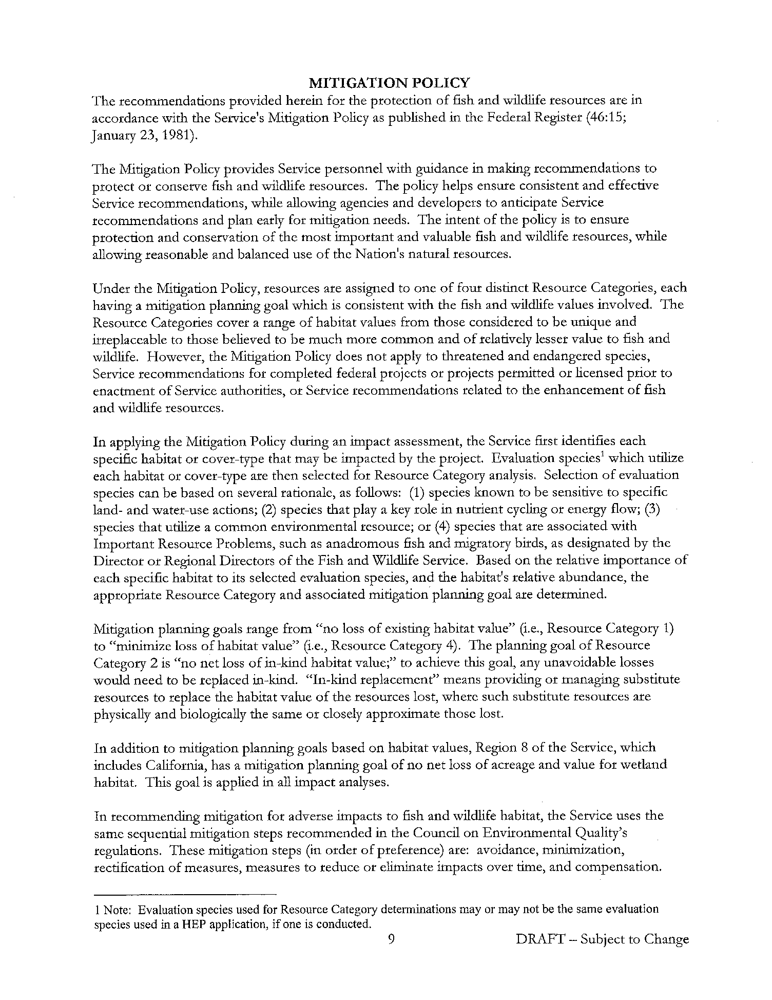 MITIGATION POLICY
The recommendations provided herein for the protection of fish and wildlife resources are in
accordance with the Service's Mitigation Policy as published in the Federal Register (46:15;
January 23, 1981).
The Mitigation Policy provides Service personnel with guidance in making recommendations to
protect or conserve fish and wildlife resources. The policy helps ensure consistent and effective
Service recommendations, while allowing agencies and developers to anticipate Service
recommendations and plan early for mitigation needs. The intent of the policy is to ensure
protection and conservation of the most important and valuable fish and wildlife resources, while
allowing reasonable and balanced use of the Nation's natural resources.
Under the Mitigation Policy, resources are assigned to one of four distinct Resource Categories, each
having a mitigation planning goal which is consistent with the fish and wildlife values involved. The
Resource Categories cover a range of habitat values from those considered to be unique and
irreplaceable to those believed to be much more common and of relatively lesser value to fish and
wildlife. However, the Mitigation Policy does not apply to threatened and endangered species,
Service recommendations for completed federal projects or projects permitted or licensed prior to
enactment of Service authorities, or Service recommendations related to the enhancement of fish
and wildlife resources.
In applying the Mitigation Policy during an impact assessment, the Service first identifies each
specific habitat or cover-type that may be impacted by the project. Evaluation species¹ which utilize
each habitat or cover-type are then selected for Resource Category analysis. Selection of evaluation
species can be based on several rationale, as follows: (1) species known to be sensitive to specific
land- and water-use actions; (2) species that play a key role in nutrient cycling or energy flow; (3)
species that utilize a common environmental resource; or (4) species that are associated with
Important Resource Problems, such as anadromous fish and migratory birds, as designated by the
Director or Regional Directors of the Fish and Wildlife Service. Based on the relative importance of
each specific habitat to its selected evaluation species, and the habitat's relative abundance, the
appropriate Resource Category and associated mitigation planning goal are determined.
Mitigation planning goals range from “no loss of existing habitat value” (i.e., Resource Category 1)
to “minimize loss of habitat value” (i.e., Resource Category 4). The planning goal of Resource
Category 2 is “no net loss of in-kind habitat value;” to achieve this goal, any unavoidable losses
would need to be replaced in-kind. “In-kind replacement” means providing or managing substitute
resources to replace the habitat value of the resources lost, where such substitute resources are
physically and biologically the same or closely approximate those lost.
In addition to mitigation planning goals based on habitat values, Region 8 of the Service, which
includes California, has a mitigation planning goal of no net loss of acreage and value for wetland
habitat. This goal is applied in all impact analyses.
In recommending mitigation for adverse impacts to fish and wildlife habitat, the Service uses the
same sequential mitigation steps recommended in the Council on Environmental Quality’s
regulations. These mitigation steps (in order of preference) are: avoidance, minimization,
rectification of measures, measures to reduce or eliminate impacts over time, and compensation.
1 Note: Evaluation species used for Resource Category determinations may or may not be the same evaluation
species used in a HEP application, if one is conducted.
9 DRAFT – Subject to Change